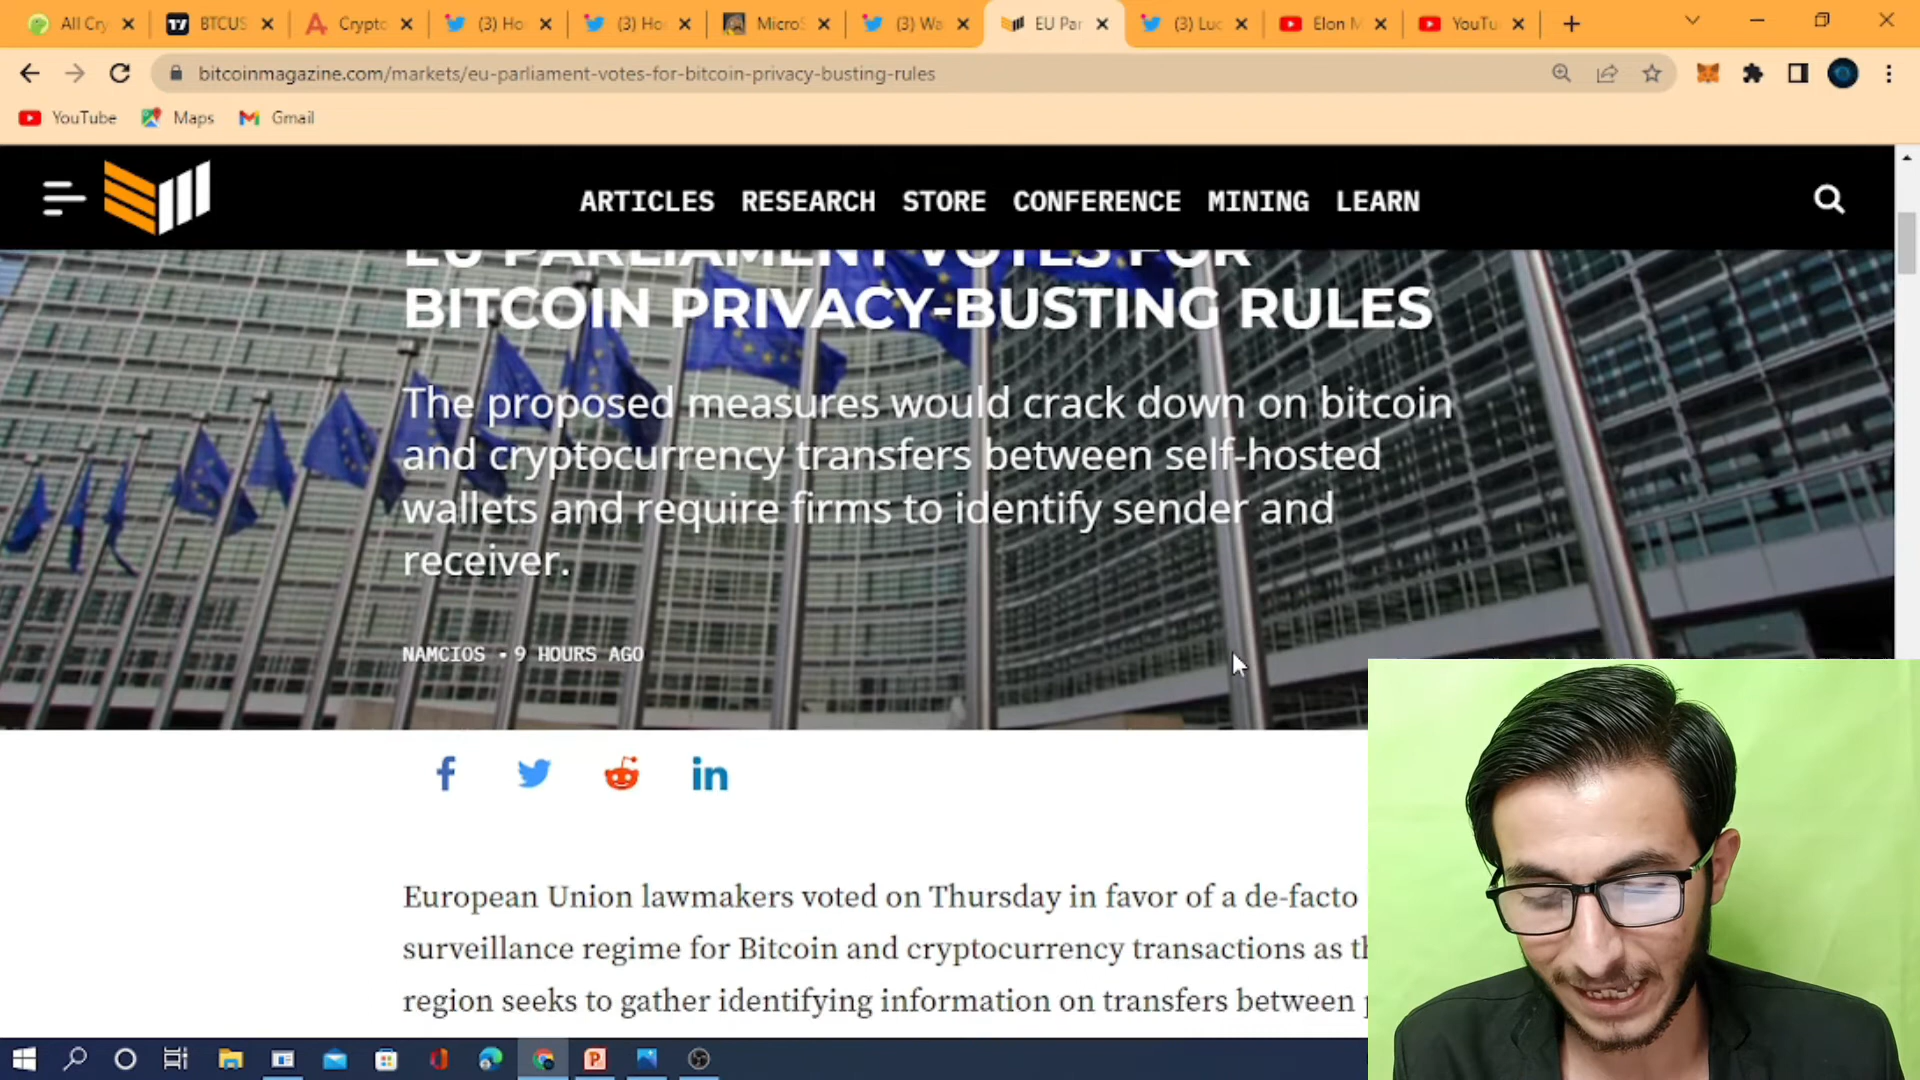 All Cry
BTCUS
Crypto
(3) Ho
(3) Ho
MicroS
(3) Wa
EU Par
(3) Luc
Elon M
YouTu
bitcoinmagazine.com/markets/eu-parliament-votes-for-bitcoin-privacy-busting-rules
YouTube Maps Gmail
ARTICLES RESEARCH STORE CONFERENCE MINING LEARN
EU PARLIAMENT VOTES FOR
BITCOIN PRIVACY-BUSTING RULES
The proposed measures would crack down on bitcoin
and cryptocurrency transfers between self-hosted
wallets and require firms to identify sender and
receiver.
NAMCIOS • 9 HOURS AGO
European Union lawmakers voted on Thursday in favor of a de-facto
surveillance regime for Bitcoin and cryptocurrency transactions as th
region seeks to gather identifying information on transfers between